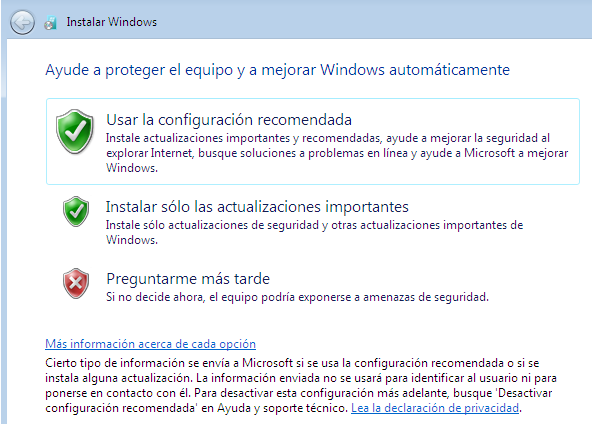 Instalar Windows
Ayude a proteger el equipo y a mejorar Windows automáticamente
Usar la configuración recomendada
Instale actualizaciones importantes y recomendadas, ayude a mejorar la seguridad al
explorar Internet, busque soluciones a problemas en línea y ayude a Microsoft a mejorar
Windows.
Instalar sólo las actualizaciones importantes
Instale sólo actualizaciones de seguridad y otras actualizaciones importantes de
Windows.
Preguntarme más tarde
Si no decide ahora, el equipo podría exponerse a amenazas de seguridad.
Más información acerca de cada opción
Cierto tipo de información se envía a Microsoft si se usa la configuración recomendada o si se
instala alguna actualización. La información enviada no se usará para identificar al usuario ni para
ponerse en contacto con él. Para desactivar esta configuración más adelante, busque 'Desactivar
configuración recomendada' en Ayuda y soporte técnico. Lea la declaración de privacidad.